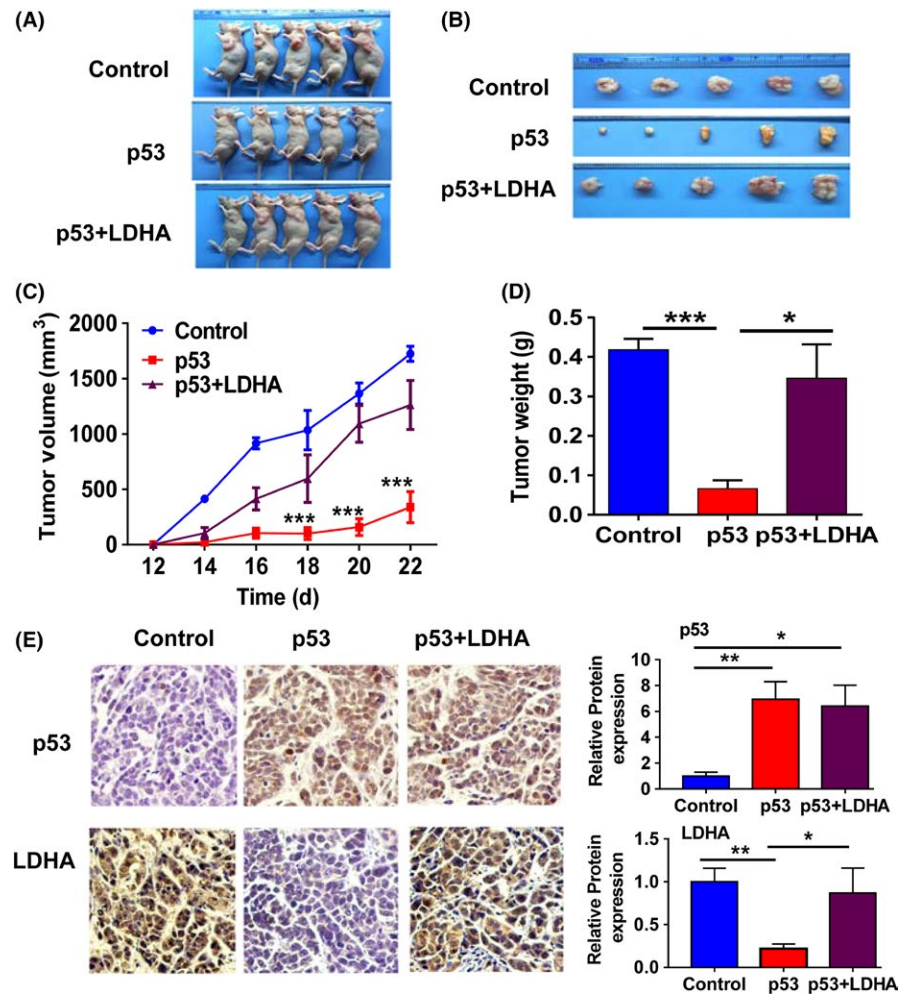 (A)
Control
p53
p53+LDHA
(B)
Control
p53
p53+LDHA
(C)
Tumor volume (mm³)
2000
1500
1000
500
0
Control
p53
p53+LDHA
***
***
***
12 14 16 18 20 22
Time (d)
(D)
Tumor weight (g)
0.5
0.4
0.3
0.2
0.1
0.0
***
*
Control p53 p53+LDHA
(E)
Control p53 p53+LDHA
p53
LDHA
p53
Relative Protein
expression
10
8
6
4
2
0
**
*
Control p53 p53+LDHA
LDHA
Relative Protein
expression
1.5
1.0
0.5
0.0
**
*
Control p53 p53+LDHA